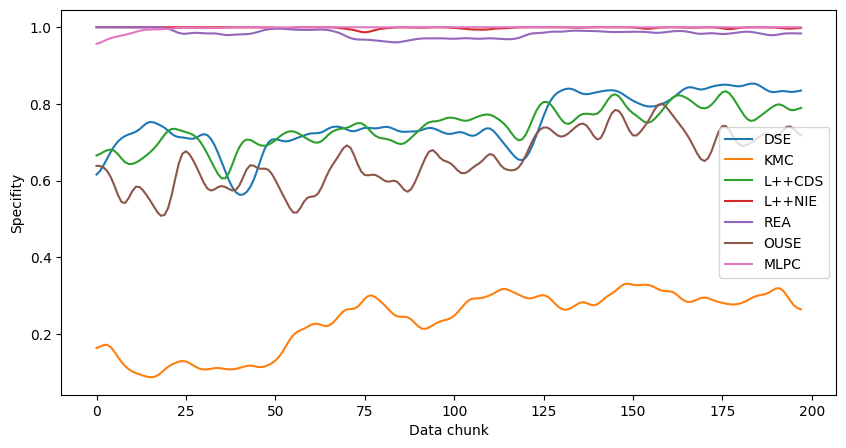 1.0
0.8
0.6
0.4
0.2
Specifity
0 25 50 75 100 125 150 175 200
Data chunk
DSE
KMC
L++CDS
L++NIE
REA
OUSE
MLPC